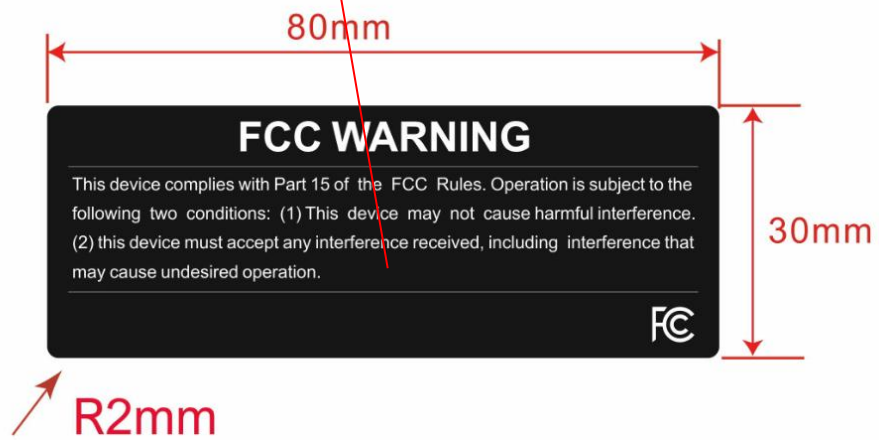 80mm
FCC WARNING
This device complies with Part 15 of the FCC Rules. Operation is subject to the
following two conditions: (1) This device may not cause harmful interference.
(2) this device must accept any interference received, including interference that
may cause undesired operation.
30mm
FC
R2mm